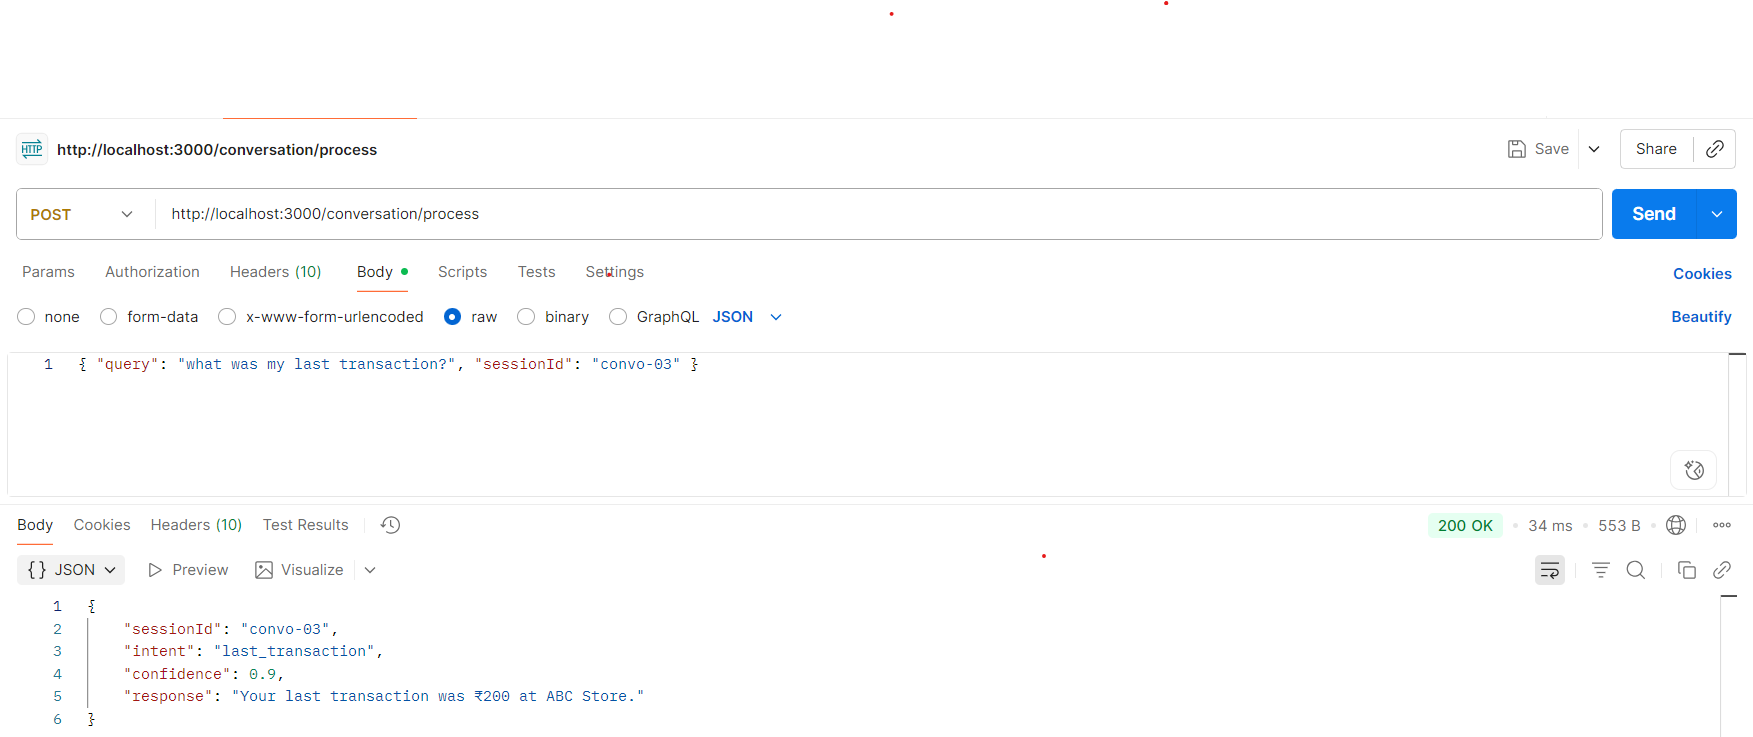 HTTP http://localhost:3000/conversation/process Save Share
POST http://localhost:3000/conversation/process Send
Params Authorization Headers (10) Body Scripts Tests Settings Cookies
none form-data x-www-form-urlencoded raw binary GraphQL JSON Beautify
1 { "query": "what was my last transaction?", "sessionId": "convo-03" }
Body Cookies Headers (10) Test Results 200 OK 34 ms 553 B
{} JSON Preview Visualize
1 {
2 "sessionId": "convo-03",
3 "intent": "last_transaction",
4 "confidence": 0.9,
5 "response": "Your last transaction was ₹200 at ABC Store."
6 }